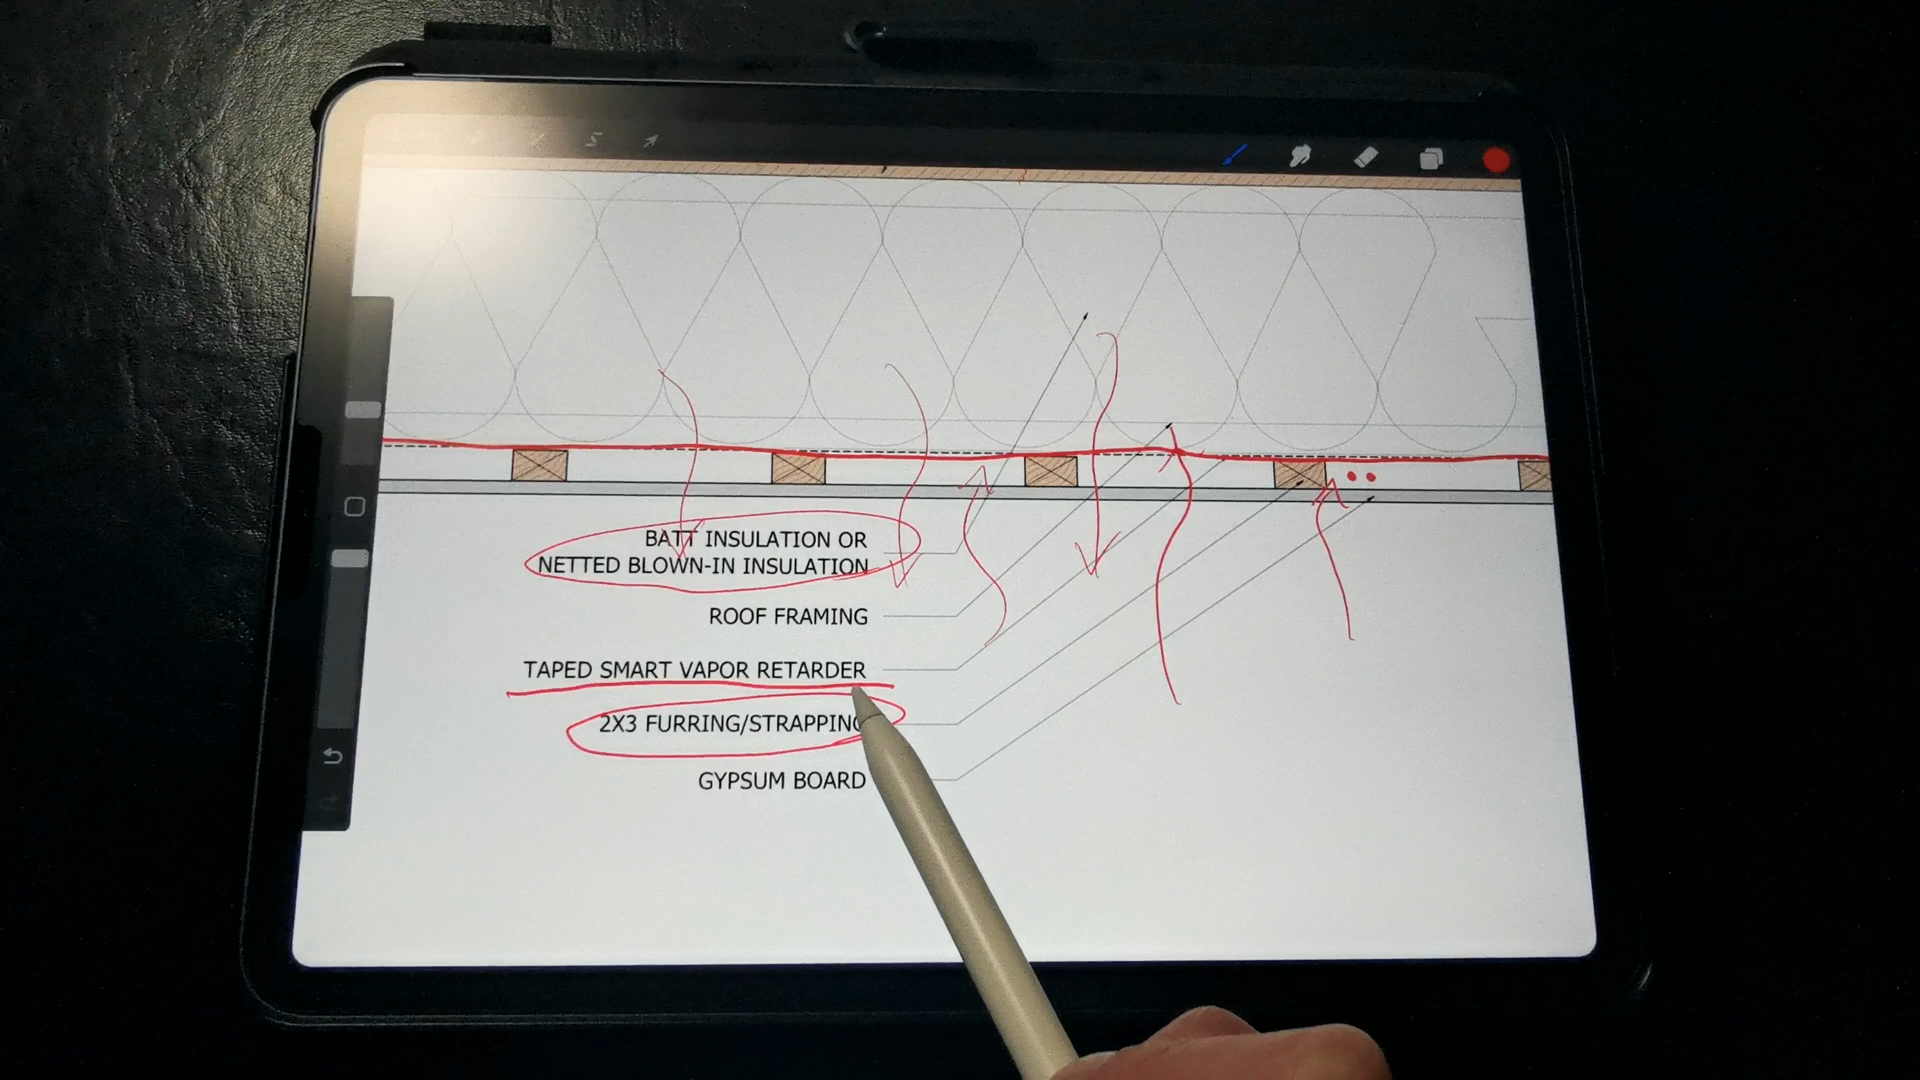 BATT INSULATION OR
NETTED BLOWN-IN INSULATION
ROOF FRAMING
TAPED SMART VAPOR RETARDER
2X3 FURRING/STRAPPING
GYPSUM BOARD